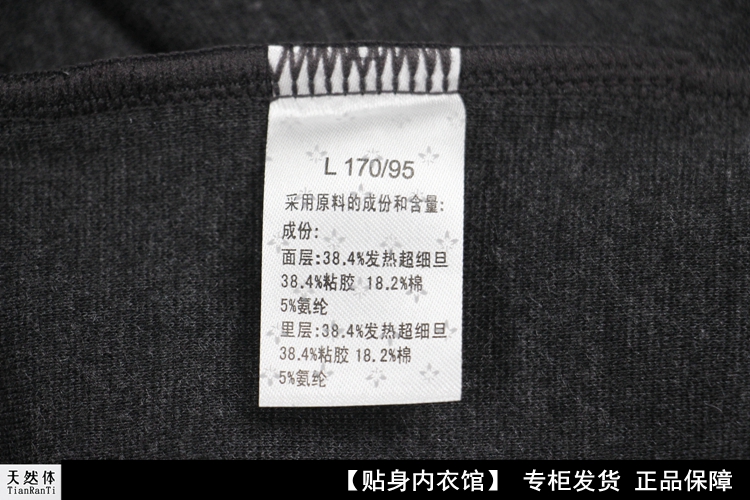 L 170/95
采用原料的成份和含量:
成份:
面层:38.4%发热超细旦
38.4%粘胶 18.2%棉
5%氨纶
里层:38.4%发热超细旦
38.4%粘胶 18.2%棉
5%氨纶
天然体
TianRanTi
【贴身内衣馆】 专柜发货 正品保障